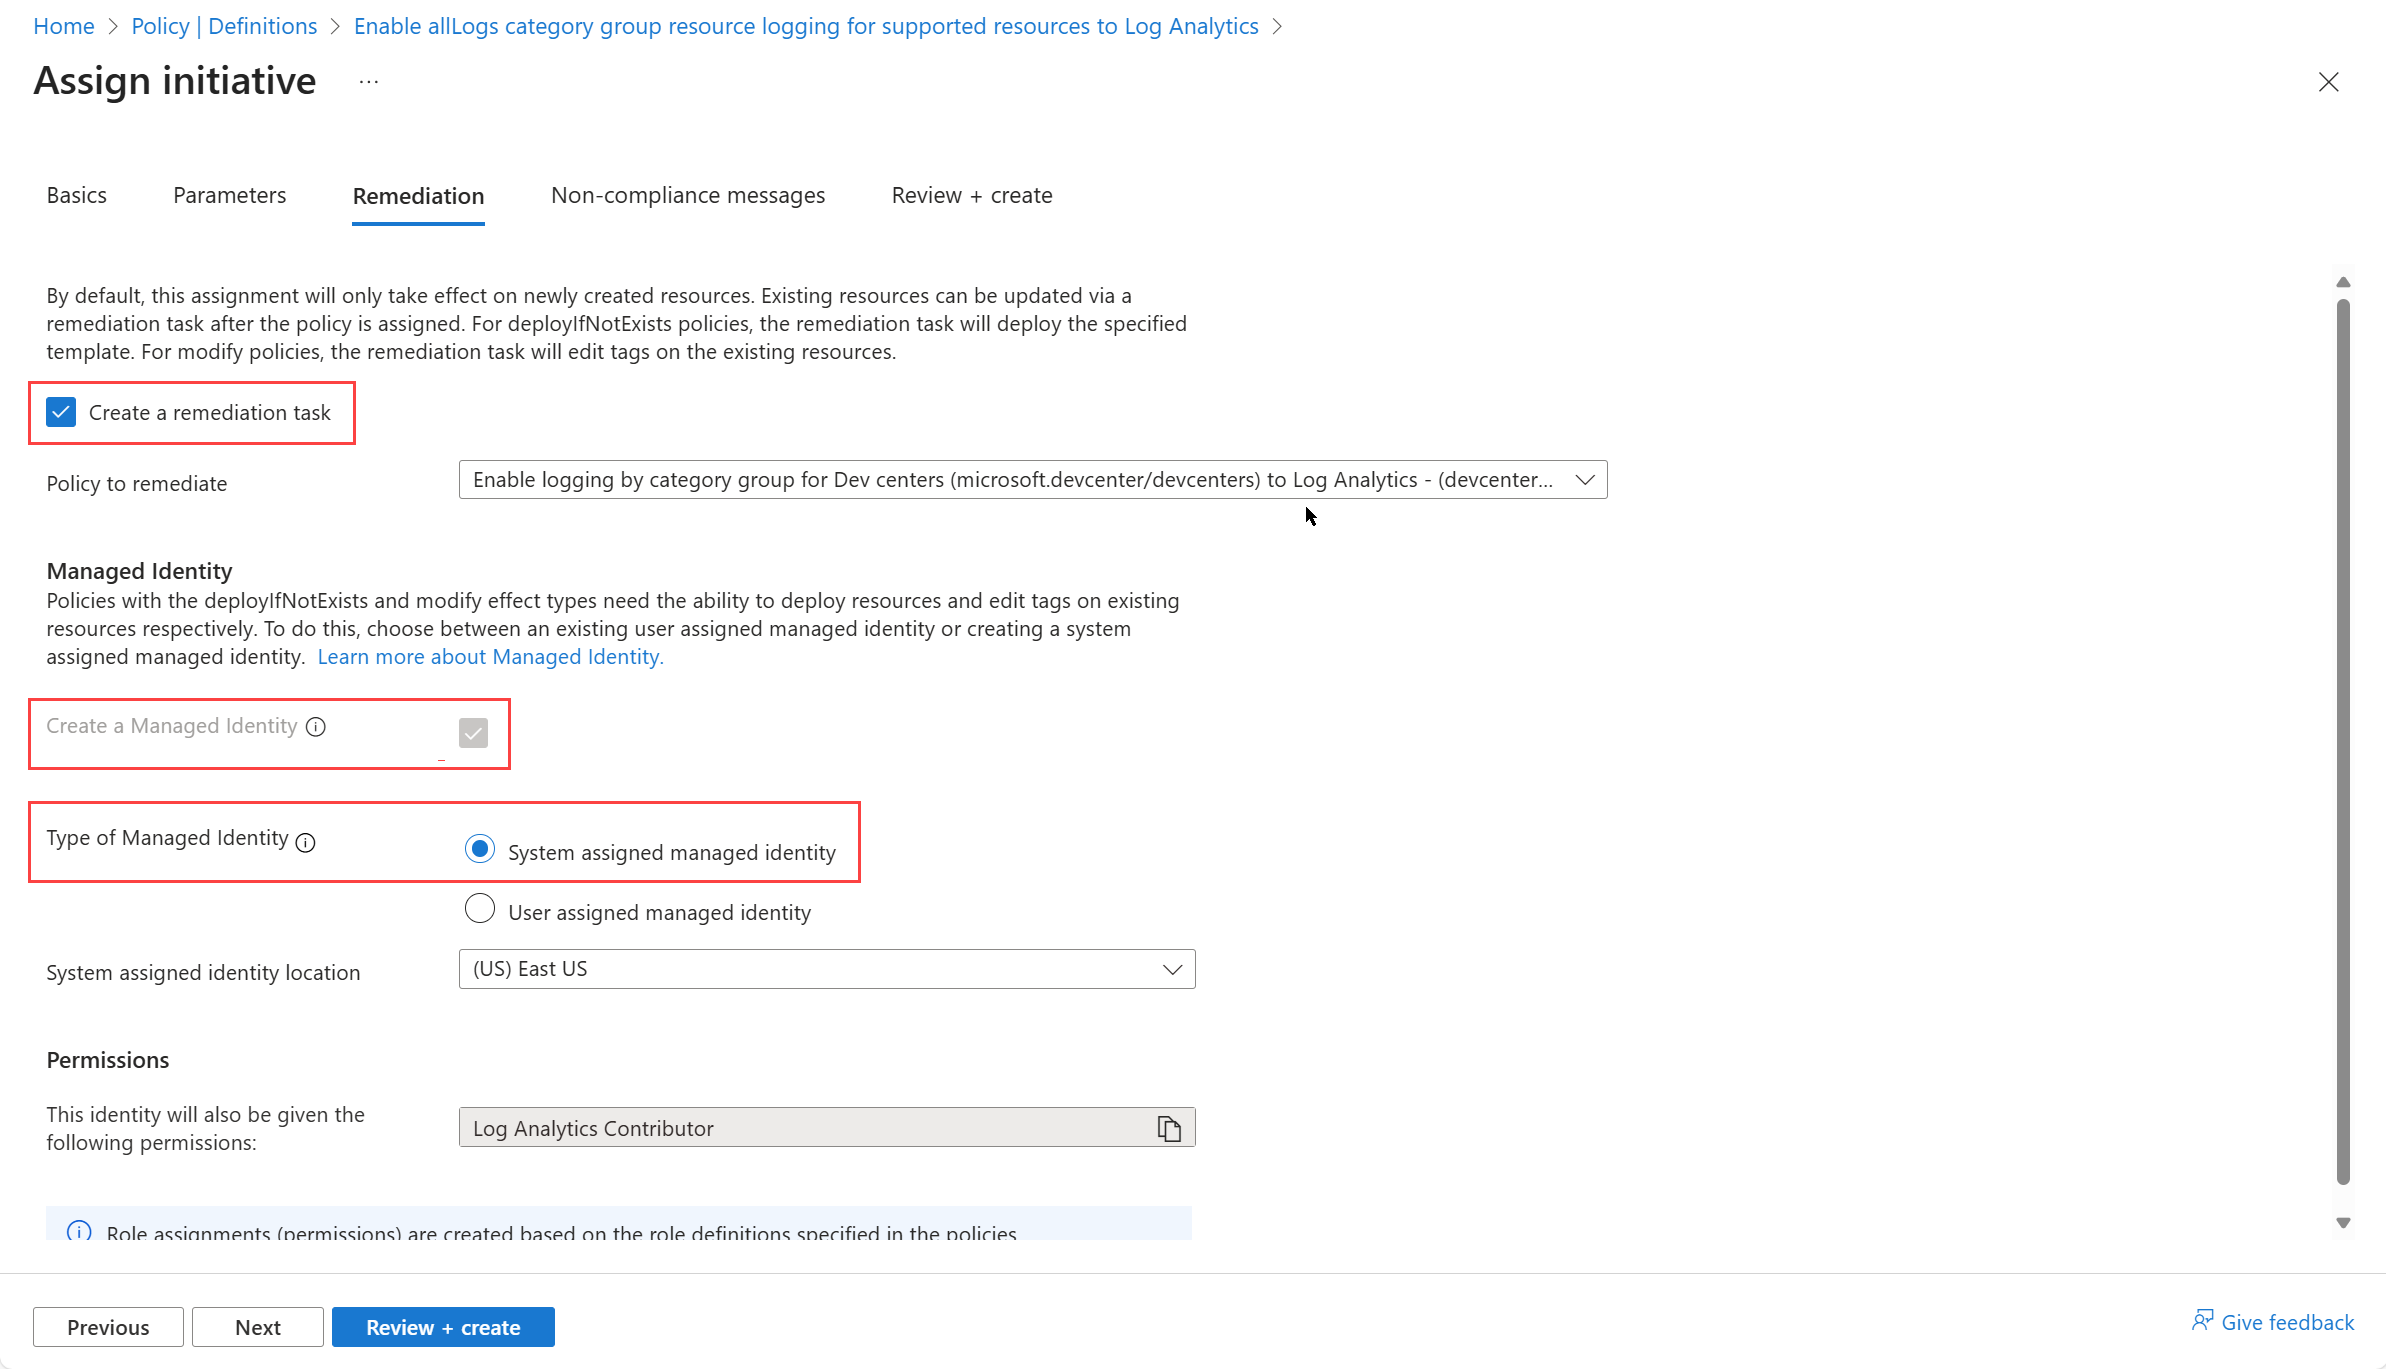 Home > Policy | Definitions > Enable allLogs category group resource logging for supported resources to Log Analytics >
Assign initiative ...
Basics Parameters Remediation Non-compliance messages Review + create
By default, this assignment will only take effect on newly created resources. Existing resources can be updated via a
remediation task after the policy is assigned. For deployIfNotExists policies, the remediation task will deploy the specified
template. For modify policies, the remediation task will edit tags on the existing resources.
Create a remediation task
Policy to remediate
Enable logging by category group for Dev centers (microsoft.devcenter/devcenters) to Log Analytics - (devcenter...
Managed Identity
Policies with the deployIfNotExists and modify effect types need the ability to deploy resources and edit tags on existing
resources respectively. To do this, choose between an existing user assigned managed identity or creating a system
assigned managed identity. Learn more about Managed Identity.
Create a Managed Identity
Type of Managed Identity
System assigned managed identity
User assigned managed identity
System assigned identity location
(US) East US
Permissions
This identity will also be given the
following permissions:
Log Analytics Contributor
Role assignments (permissions) are created based on the role definitions specified in the policies
Previous Next Review + create
Give feedback